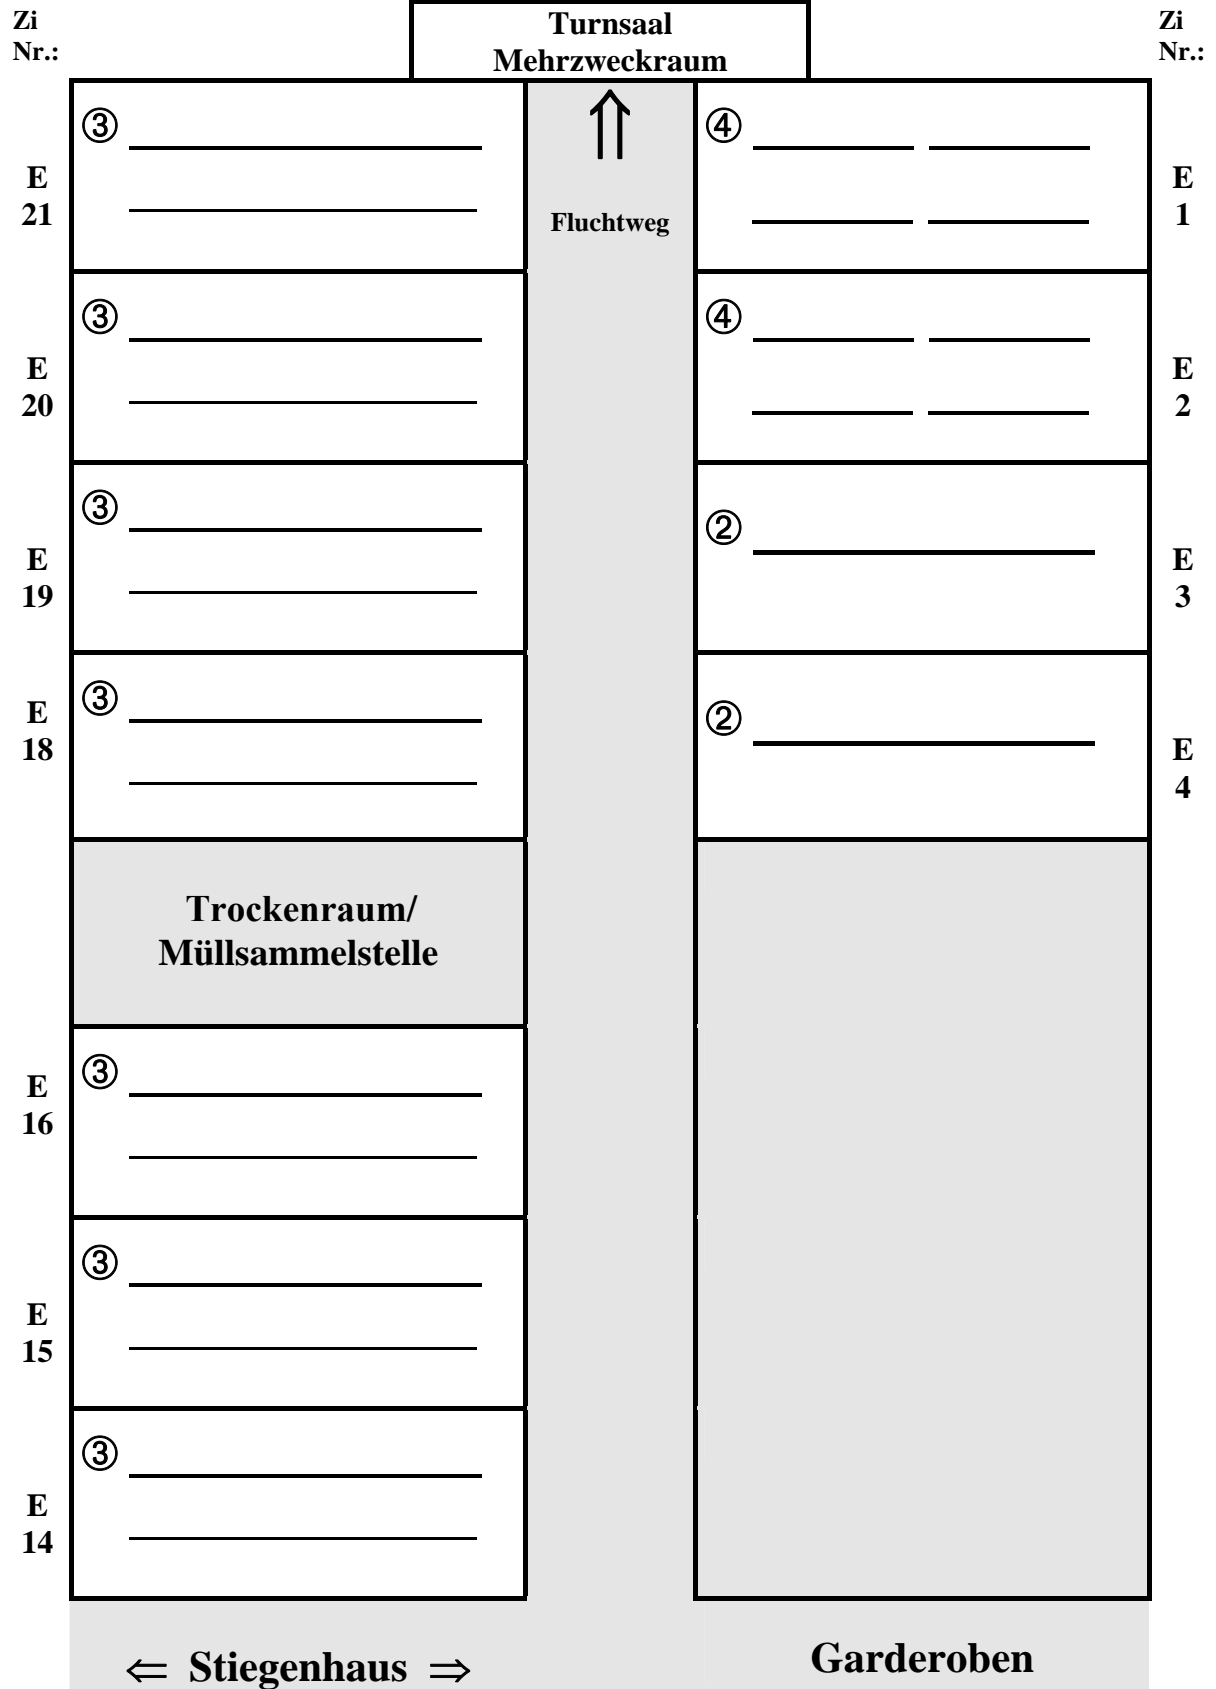 Zi
Nr.:
Turnsaal
Mehrzweckraum
Zi
Nr.:
③
E
21
Fluchtweg
④
E
1
③
E
20
④
E
2
③
E
19
②
E
3
③
E
18
②
E
4
Trockenraum/
Müllsammelstelle
③
E
16
③
E
15
③
E
14
⇐ Stiegenhaus ⇒
Garderoben